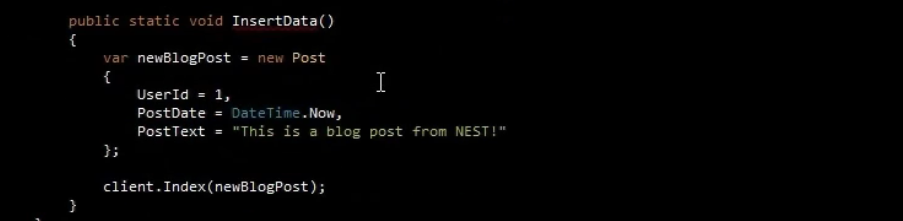 public static void InsertData()
{
var newBlogPost = new Post
{
UserId = 1,
PostDate = DateTime.Now,
PostText = "This is a blog post from NEST!"
};
client.Index(newBlogPost);
}